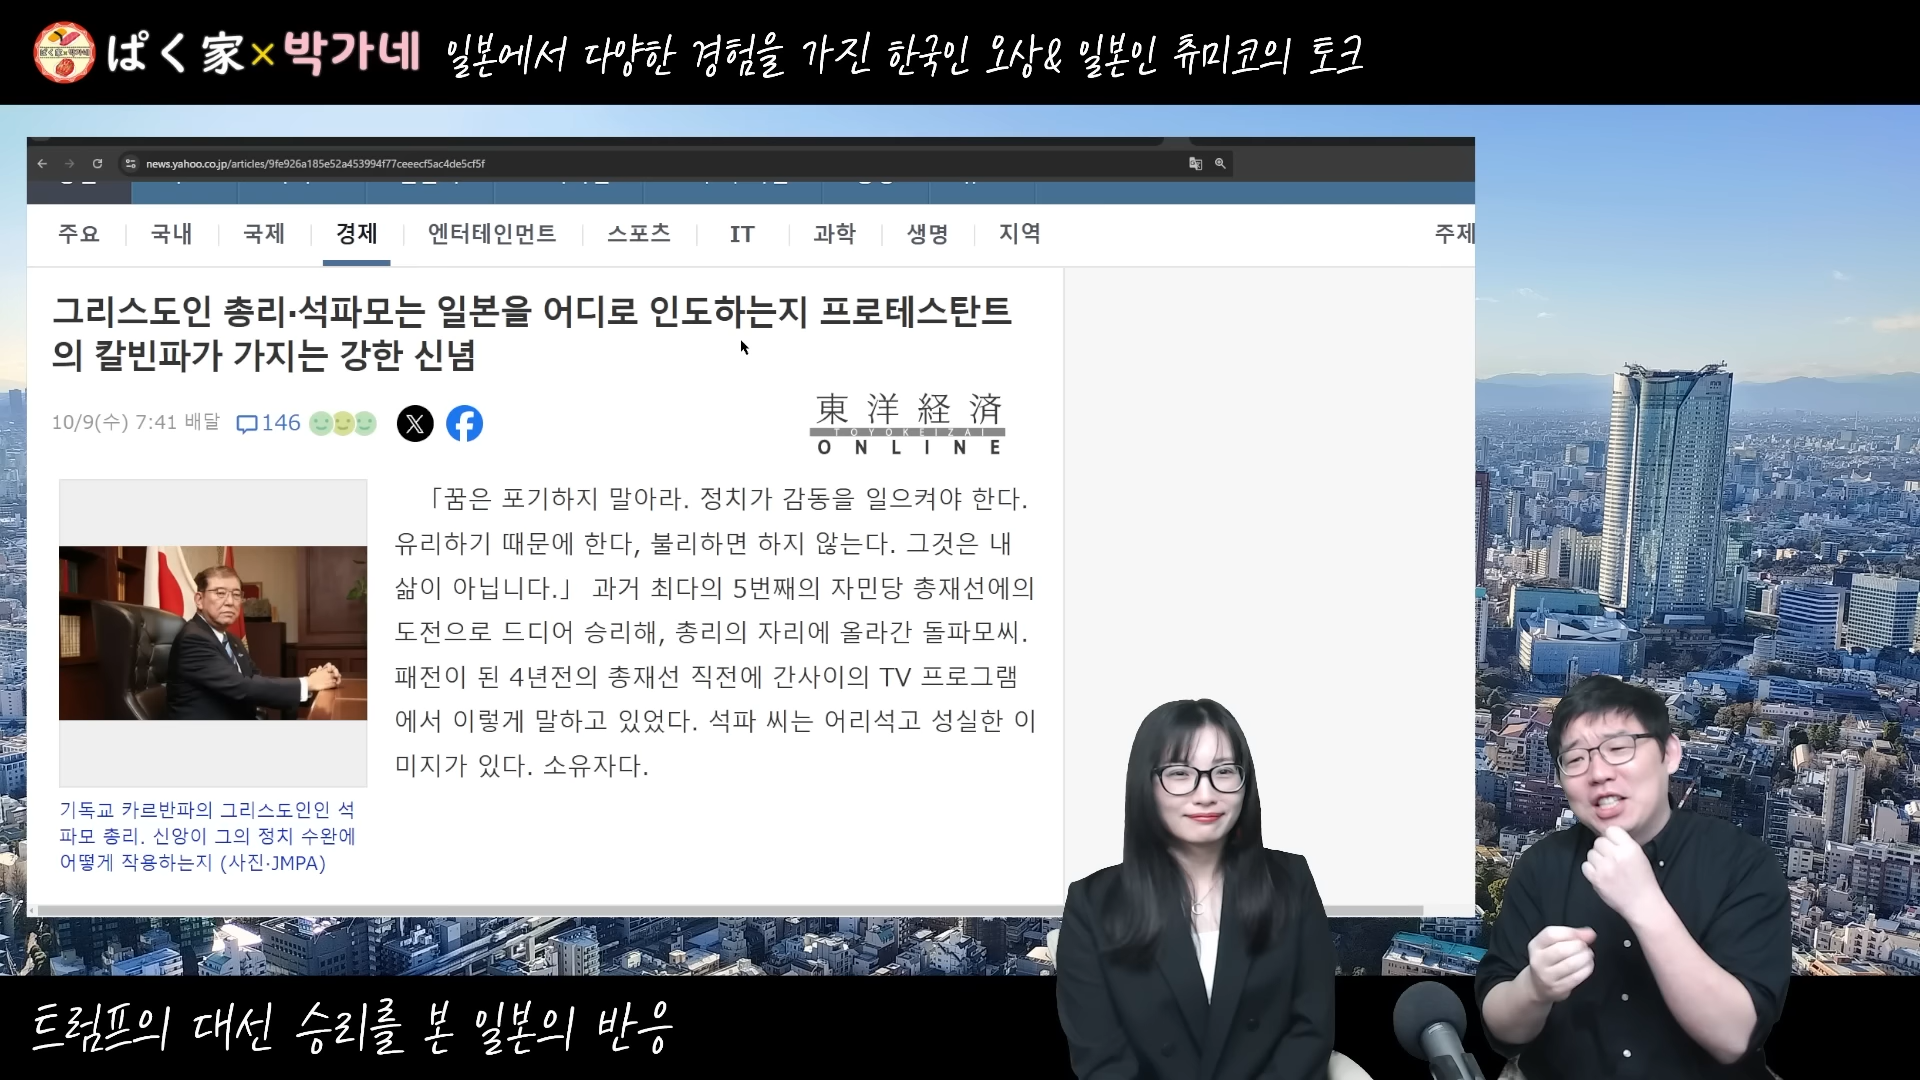 ぱく家×박가네 일본에서 다양한 경험을 가진 한국인 오상& 일본인 츄미코의 토크
news.yahoo.co.jp/articles/9fe926a185e52a453994f77ceeecf5ac4de5cf5f
주요 국내 국제 경제 엔터테인먼트 스포츠 IT 과학 생명 지역 주제
그리스도인 총리·석파모는 일본을 어디로 인도하는지 프로테스탄트
의 칼빈파가 가지는 강한 신념
10/9(수) 7:41 배달 146
東洋経済
TOYOKEIZAI
ONLINE
「꿈은 포기하지 말아라. 정치가 감동을 일으켜야 한다.
유리하기 때문에 한다, 불리하면 하지 않는다. 그것은 내
삶이 아닙니다.」 과거 최다의 5번째의 자민당 총재선에의
도전으로 드디어 승리해, 총리의 자리에 올라간 돌파모씨.
패전이 된 4년전의 총재선 직전에 간사이의 TV 프로그램
에서 이렇게 말하고 있었다. 석파 씨는 어리석고 성실한 이
미지가 있다. 소유자다.
기독교 카르반파의 그리스도인인 석
파모 총리. 신앙이 그의 정치 수완에
어떻게 작용하는지 (사진·JMPA)
트럼프의 대선 승리를 본 일본의 반응